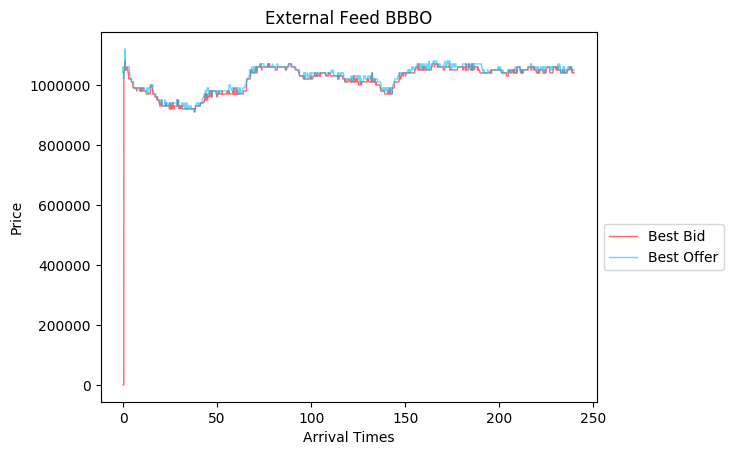 External Feed BBBO
1000000
800000
600000
400000
200000
0
Price
0 50 100 150 200 250
Arrival Times
Best Bid
Best Offer